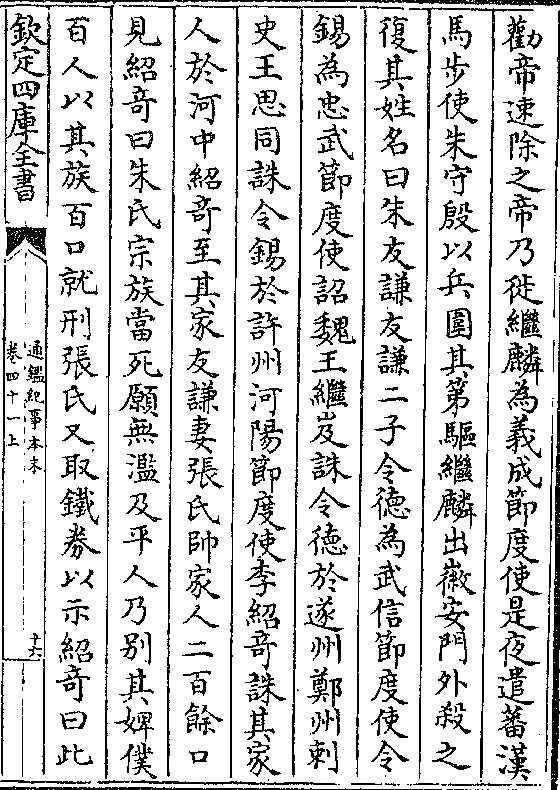 勸帝速除之帝乃徙繼麟為義成節度使是夜遣蕃漢
馬步使朱守殷以兵圍其第驅繼麟出徽安門外殺之
復其姓名曰朱友謙友謙二子令德為武信節度使令
錫為忠武節度使詔魏王繼岌誅令德於遂州鄭州刺
史王思同誅令錫於許州河陽節度使李紹竒誅其家
人於河中紹竒至其家友謙妻張氏帥家人二百餘口
見紹竒曰朱氏宗族當死願無濫及平人乃别其婢僕
百人以其族百口就刑張氏又取鐵券以示紹竒曰此
欽定四庫全書
通鑑紀事本末
卷四十一上
十六